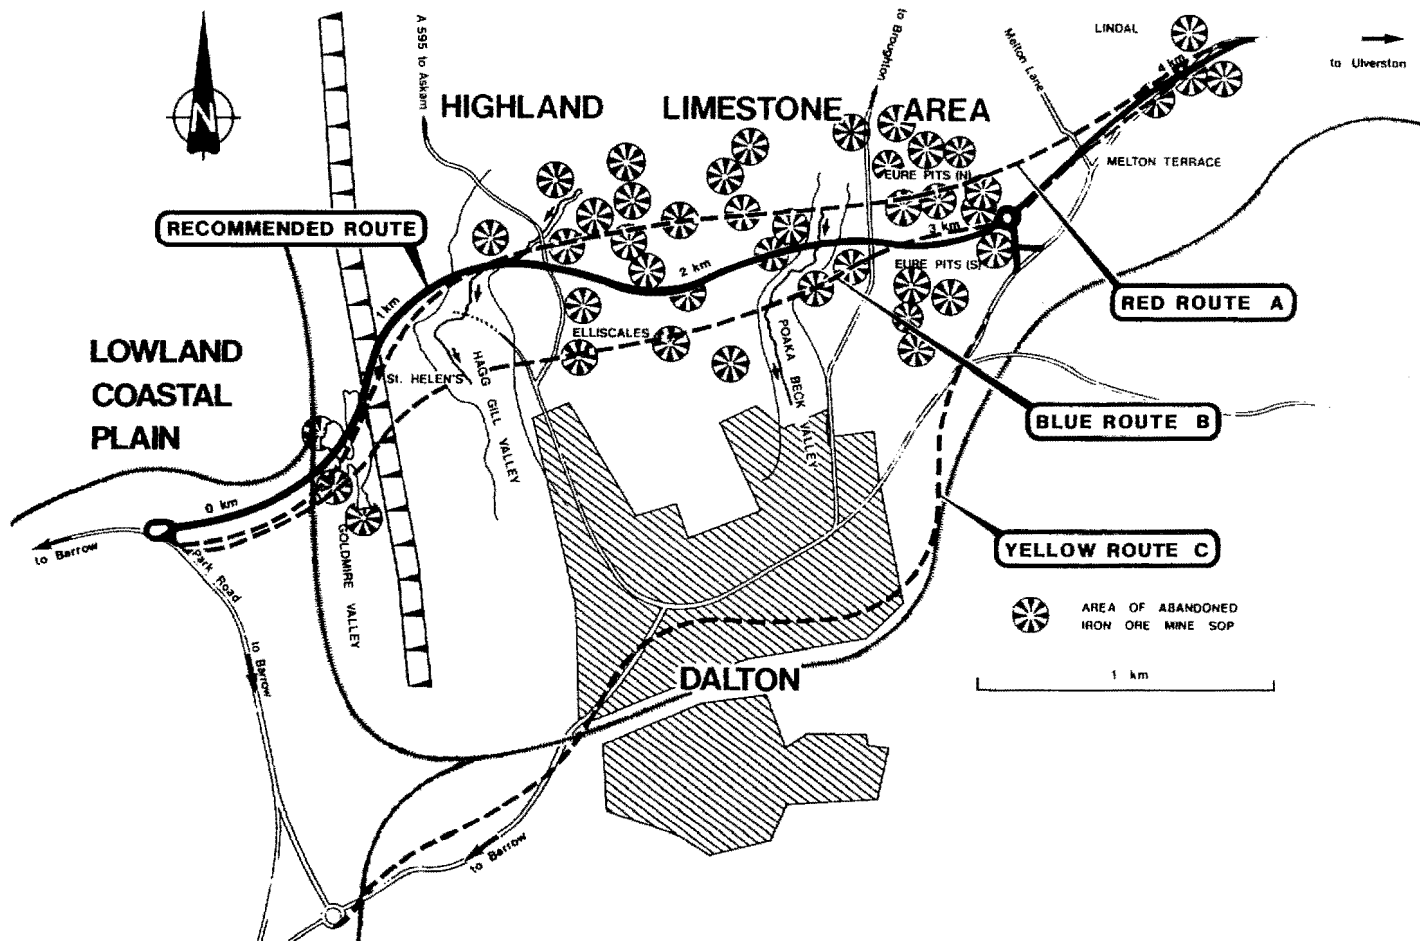 LINDAL
to Ulverston
A 595 to Askam
to Broughton
Melton Lane
4 km
HIGHLAND LIMESTONE AREA
N
MELTON TERRACE
EURE PITS (N)
RECOMMENDED ROUTE
3 km
EURE PITS (S)
2 km
1 km
RED ROUTE A
ELLISCALES
LOWLAND
COASTAL
PLAIN
ST. HELEN'S
HAGG GILL VALLEY
POAKA BECK VALLEY
BLUE ROUTE B
0 km
to Barrow
Park Road
GOLDMIRE VALLEY
YELLOW ROUTE C
AREA OF ABANDONED
IRON ORE MINE SOP
to Barrow
DALTON
1 km
to Barrow